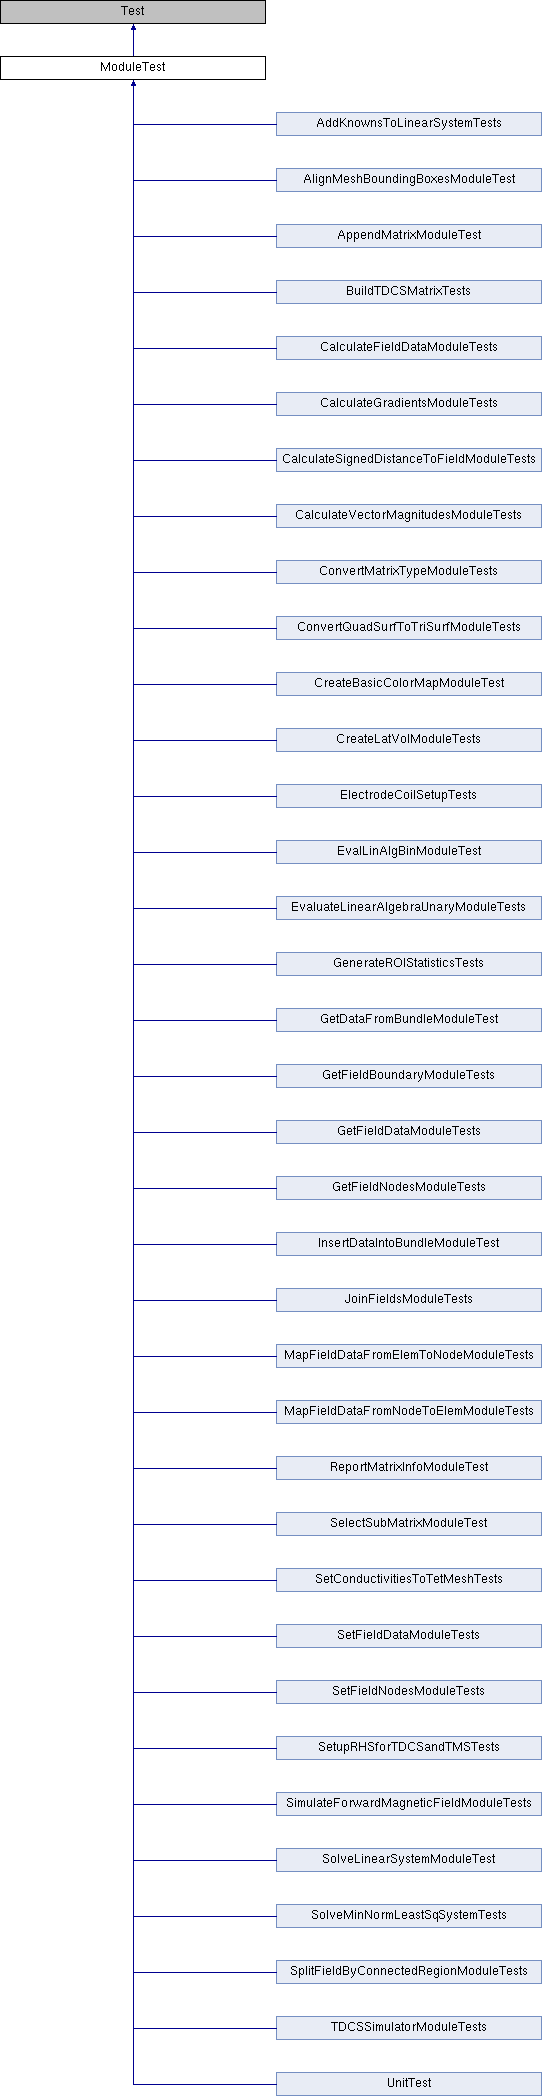 Test
ModuleTest
AddKnownsToLinearSystemTests
AlignMeshBoundingBoxesModuleTest
AppendMatrixModuleTest
BuildTDCSMatrixTests
CalculateFieldDataModuleTests
CalculateGradientsModuleTests
CalculateSignedDistanceToFieldModuleTests
CalculateVectorMagnitudesModuleTests
ConvertMatrixTypeModuleTests
ConvertQuadSurfToTriSurfModuleTests
CreateBasicColorMapModuleTest
CreateLatVolModuleTests
ElectrodeCoilSetupTests
EvalLinAlgBinModuleTest
EvaluateLinearAlgebraUnaryModuleTests
GenerateROIStatisticsTests
GetDataFromBundleModuleTest
GetFieldBoundaryModuleTests
GetFieldDataModuleTests
GetFieldNodesModuleTests
InsertDataIntoBundleModuleTest
JoinFieldsModuleTests
MapFieldDataFromElemToNodeModuleTests
MapFieldDataFromNodeToElemModuleTests
ReportMatrixInfoModuleTest
SelectSubMatrixModuleTest
SetConductivitiesToTetMeshTests
SetFieldDataModuleTests
SetFieldNodesModuleTests
SetupRHSforTDCSandTMSTests
SimulateForwardMagneticFieldModuleTests
SolveLinearSystemModuleTest
SolveMinNormLeastSqSystemTests
SplitFieldByConnectedRegionModuleTests
TDCSSimulatorModuleTests
UnitTest